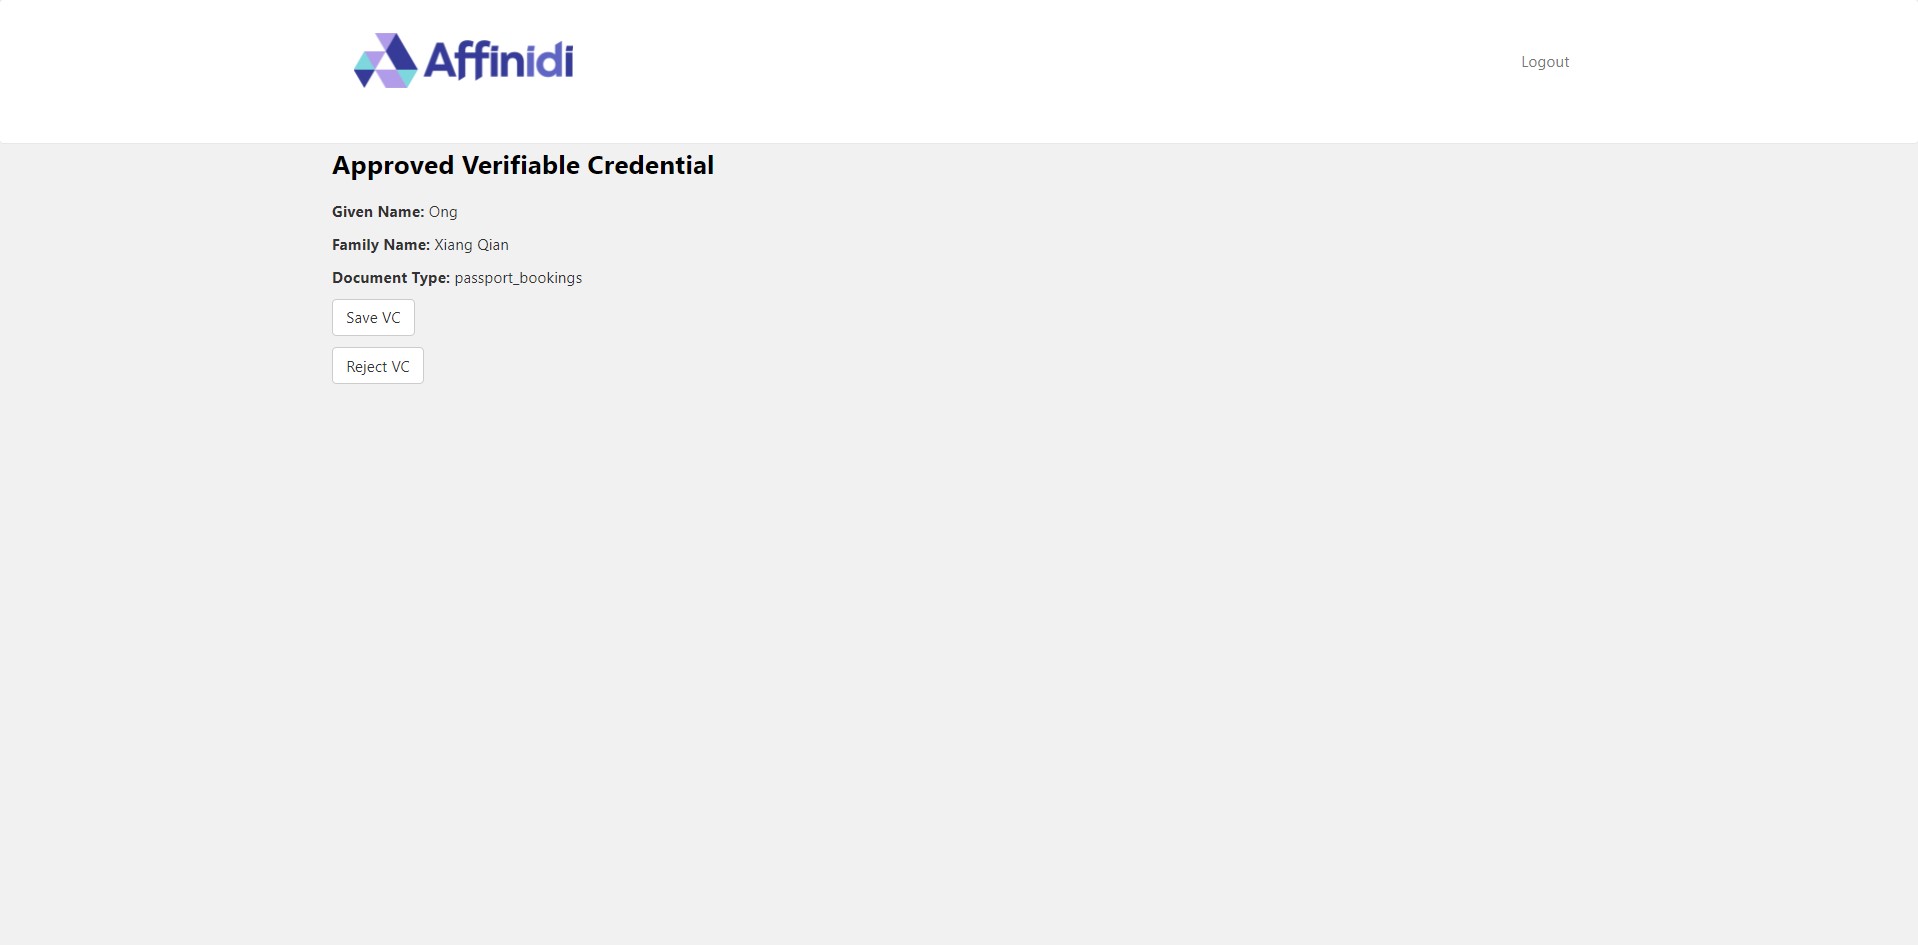 Affinidi
Logout
Approved Verifiable Credential
Given Name: Ong
Family Name: Xiang Qian
Document Type: passport_bookings
Save VC
Reject VC